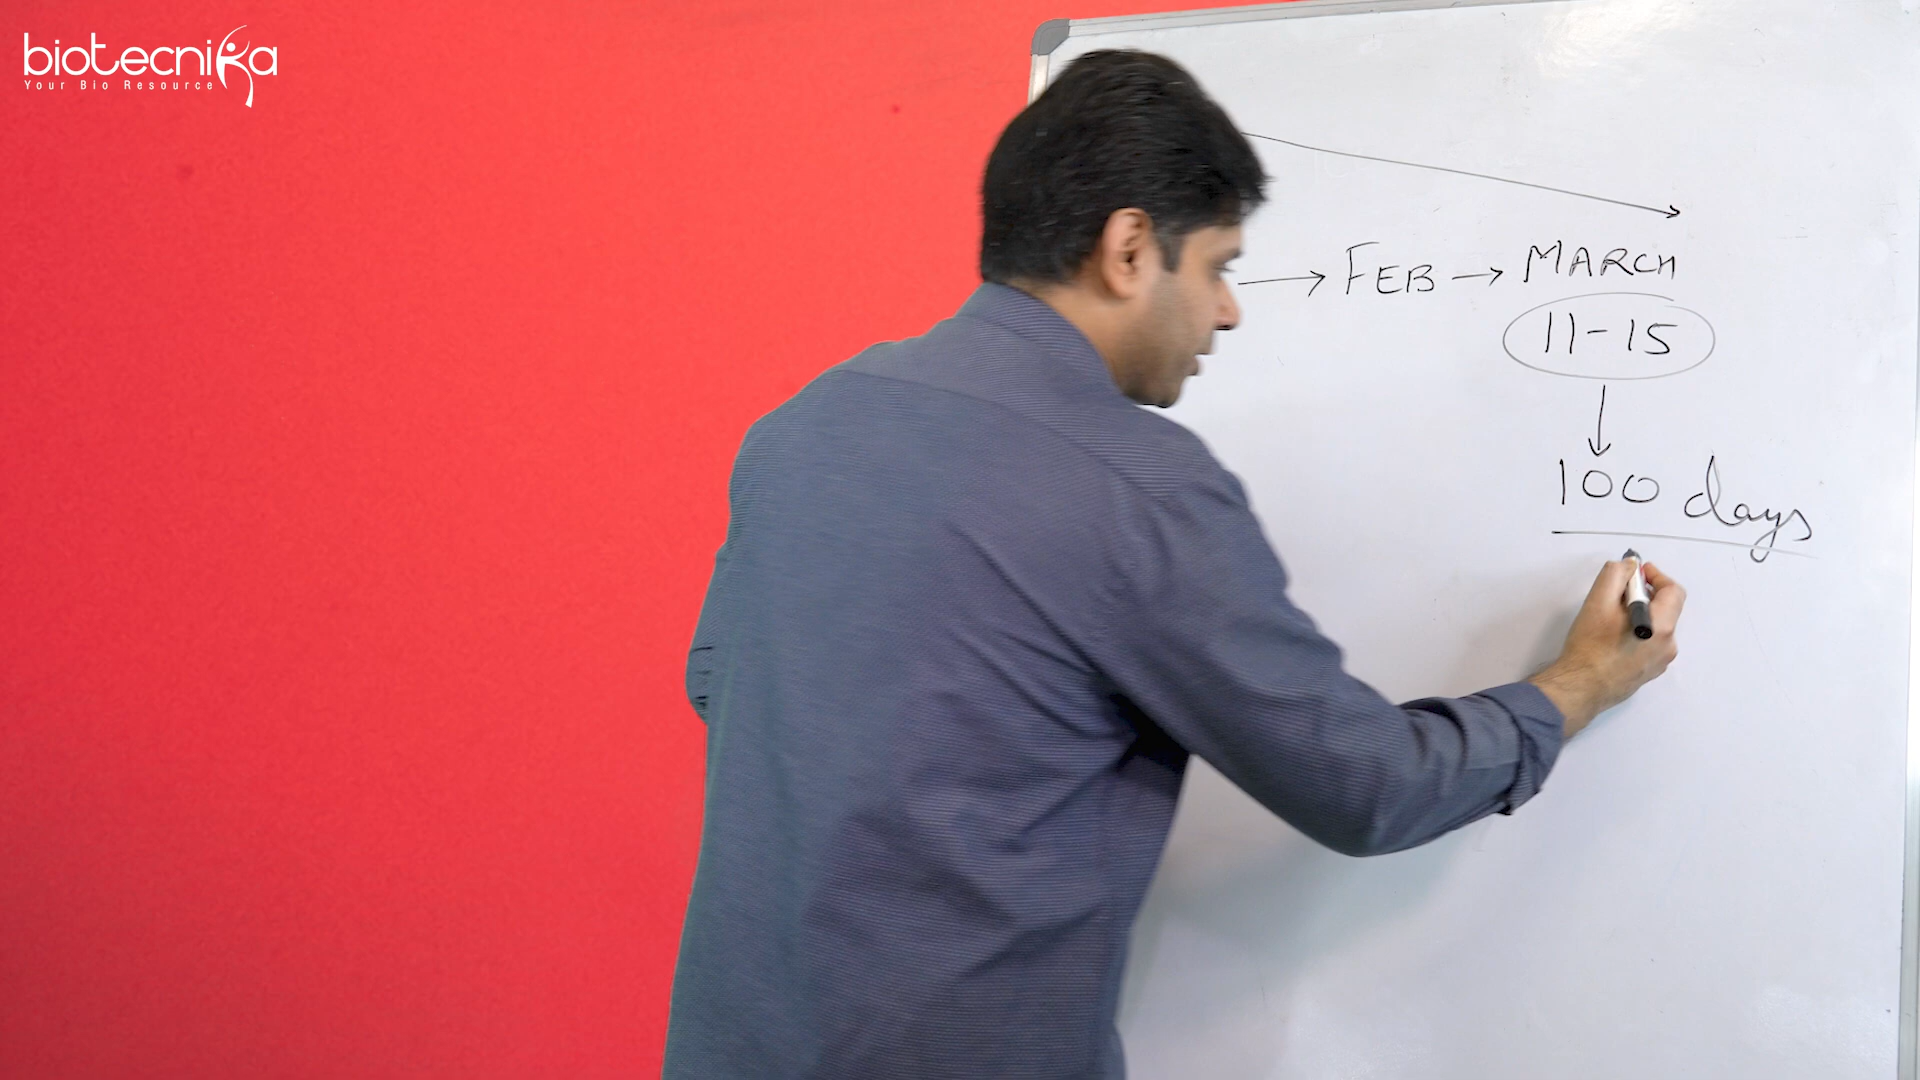 biotecnika
Your Bio Resource
→ FEB → MARCH
11-15
↓
100 days